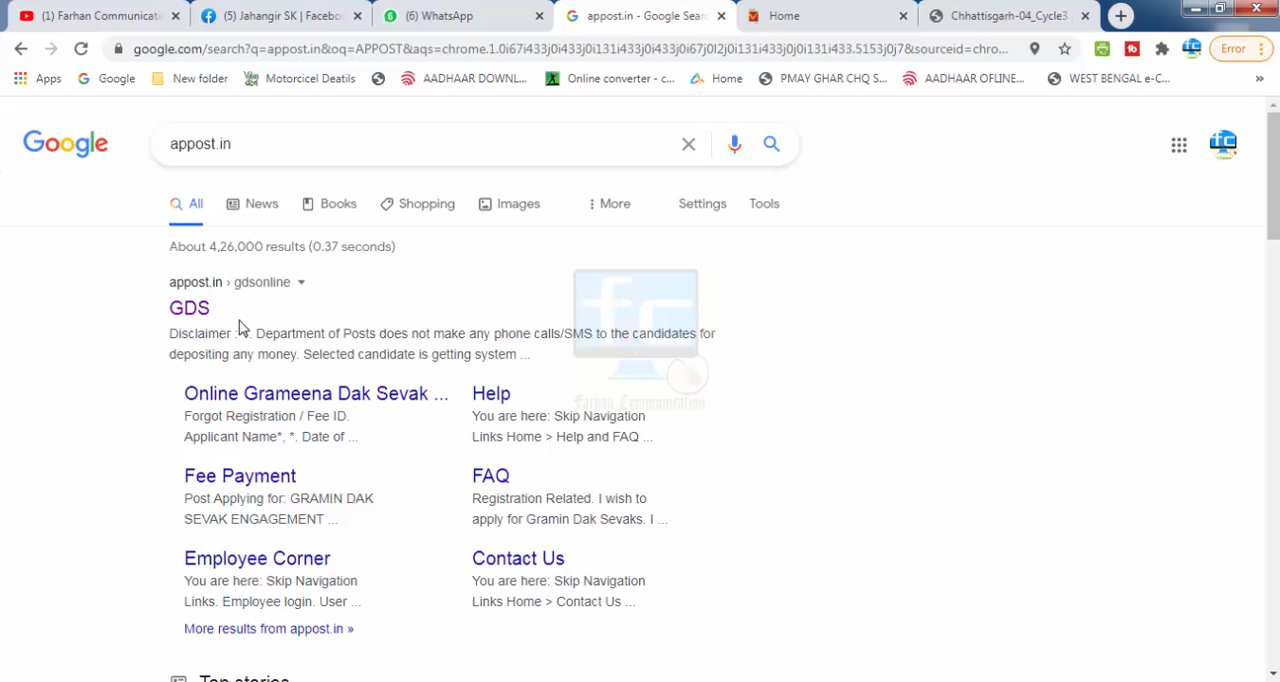 (1) Farhan Communicati
(5) Jahangir SK | Facebo
(6) WhatsApp
appost.in - Google Sear
Home
Chhattisgarh-04_Cycle3
google.com/search?q=appost.in&oq=APPOST&aqs=chrome.1.0i67i433j0i433j0i131i433j0i433j0i67j0l2j0i131i433j0j0i131i433.5153j0j7&sourceid=chro...
Error
Apps
Google
New folder
Motoricel Deatils
AADHAAR DOWNL...
Online converter - c...
Home
PMAY GHAR CHQ S...
AADHAAR OFLINE...
WEST BENGAL e-C...
»
Google
appost.in
fc
All
News
Books
Shopping
Images
More
Settings
Tools
About 4,26,000 results (0.37 seconds)
appost.in › gdsonline
GDS
Disclaimer : *. Department of Posts does not make any phone calls/SMS to the candidates for
depositing any money. Selected candidate is getting system ...
fc
Farhan Communication
Online Grameena Dak Sevak ...
Forgot Registration / Fee ID.
Applicant Name*, *. Date of ...
Help
You are here: Skip Navigation
Links Home > Help and FAQ ...
Fee Payment
Post Applying for: GRAMIN DAK
SEVAK ENGAGEMENT ...
FAQ
Registration Related. I wish to
apply for Gramin Dak Sevaks. I ...
Employee Corner
You are here: Skip Navigation
Links. Employee login. User ...
Contact Us
You are here: Skip Navigation
Links Home > Contact Us ...
More results from appost.in »
Top stories